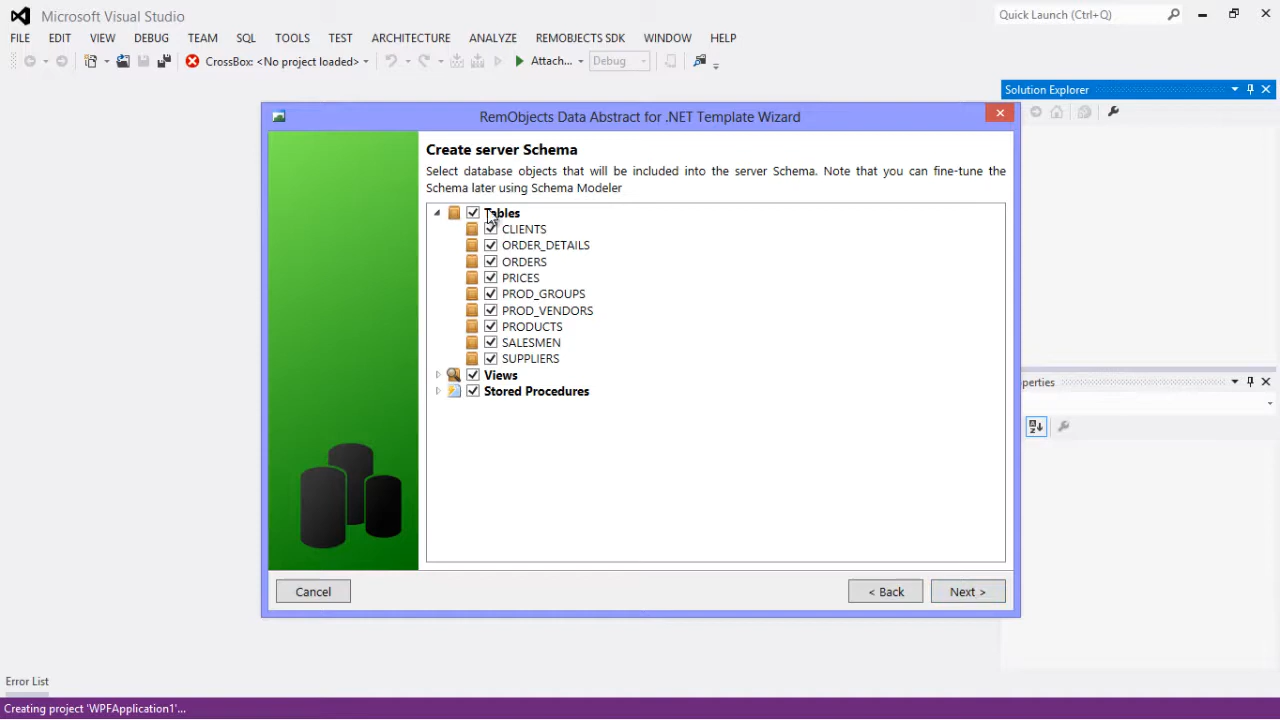 Microsoft Visual Studio
Quick Launch (Ctrl+Q)
FILE EDIT VIEW DEBUG TEAM SQL TOOLS TEST ARCHITECTURE ANALYZE REMOBJECTS SDK WINDOW HELP
CrossBox: <No project loaded> Attach... Debug
Solution Explorer
RemObjects Data Abstract for .NET Template Wizard
Create server Schema
Select database objects that will be included into the server Schema. Note that you can fine-tune the
Schema later using Schema Modeler
Tables
CLIENTS
ORDER_DETAILS
ORDERS
PRICES
PROD_GROUPS
PROD_VENDORS
PRODUCTS
SALESMEN
SUPPLIERS
Views
Stored Procedures
perties
Cancel
< Back
Next >
Error List
Creating project 'WPFApplication1'...